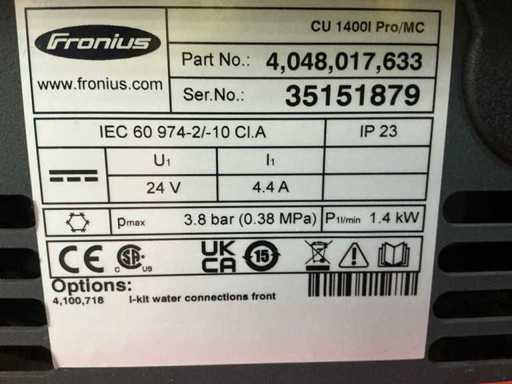 Fronius
CU 1400I Pro/MC
www.fronius.com
Part No.: 4,048,017,633
Ser.No.: 35151879
IEC 60 974-2/-10 Cl.A IP 23
U1 I1
24 V 4.4 A
pmax 3.8 bar (0.38 MPa) P1l/min 1.4 kW
CE C SA US UK CA 15
Options:
4,100,718 I-kit water connections front